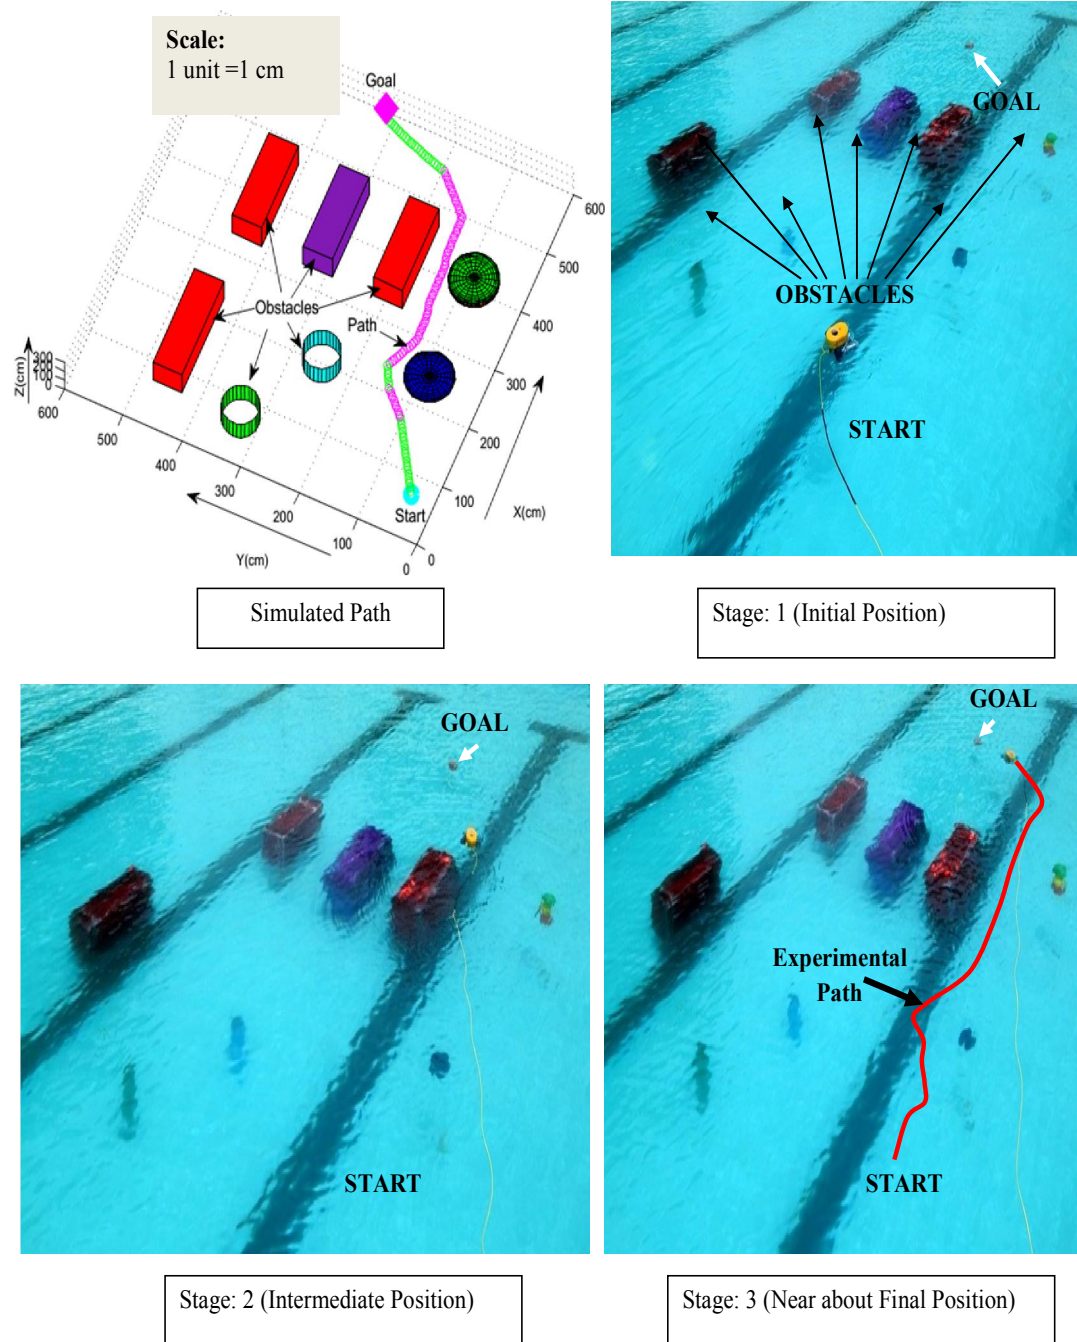 Scale:
1 unit =1 cm
Goal
Obstacles
Path
Start
Z(cm)
300
200
100
0
600
500
400
300
200
100
0
Y(cm)
0
100
200
300
400
500
600
X(cm)
Simulated Path
GOAL
OBSTACLES
START
Stage: 1 (Initial Position)
GOAL
START
Stage: 2 (Intermediate Position)
GOAL
Experimental
Path
START
Stage: 3 (Near about Final Position)